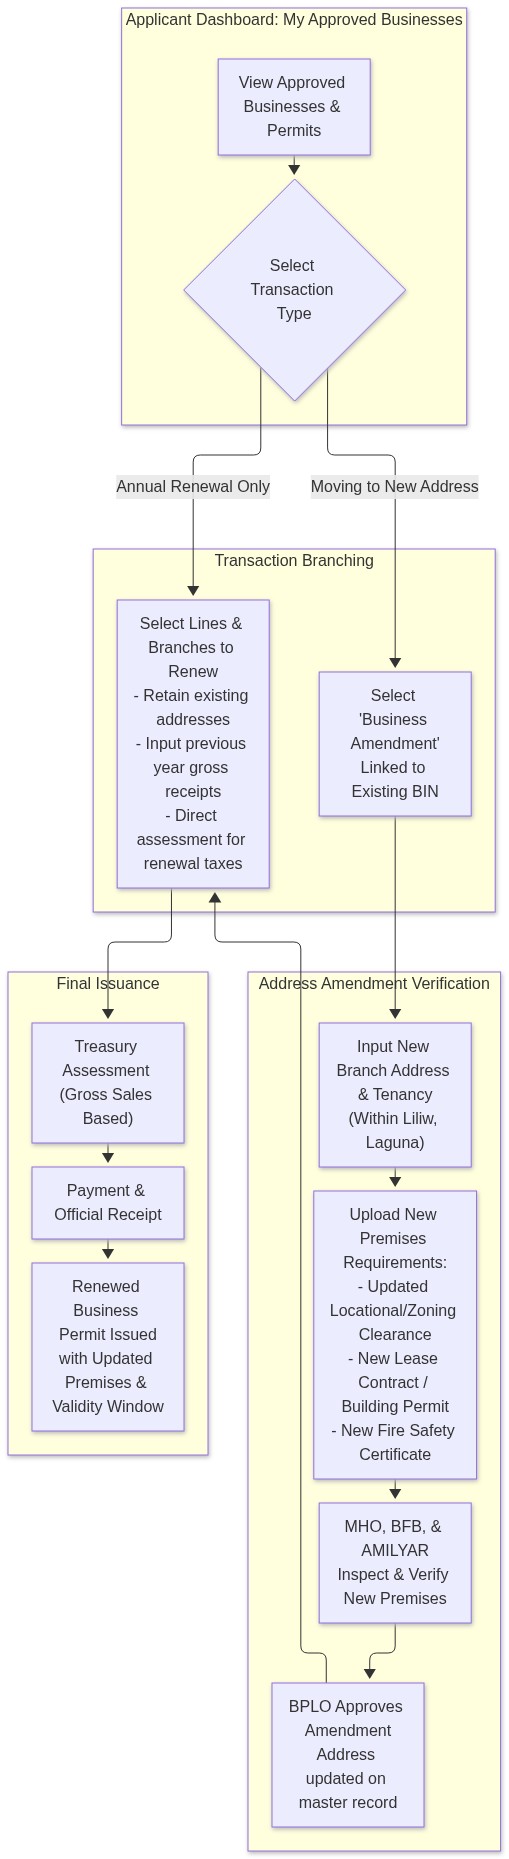 Applicant Dashboard: My Approved Businesses
View Approved
Businesses &
Permits
Select
Transaction
Type
Annual Renewal Only
Moving to New Address
Transaction Branching
Select Lines &
Branches to
Renew
- Retain existing
addresses
- Input previous
year gross
receipts
- Direct
assessment for
renewal taxes
Select
'Business
Amendment'
Linked to
Existing BIN
Final Issuance
Treasury
Assessment
(Gross Sales
Based)
Payment &
Official Receipt
Renewed
Business
Permit Issued
with Updated
Premises &
Validity Window
Address Amendment Verification
Input New
Branch Address
& Tenancy
(Within Liliw,
Laguna)
Upload New
Premises
Requirements:
- Updated
Locational/Zoning
Clearance
- New Lease
Contract /
Building Permit
- New Fire Safety
Certificate
MHO, BFB, &
AMILYAR
Inspect & Verify
New Premises
BPLO Approves
Amendment
Address
updated on
master record